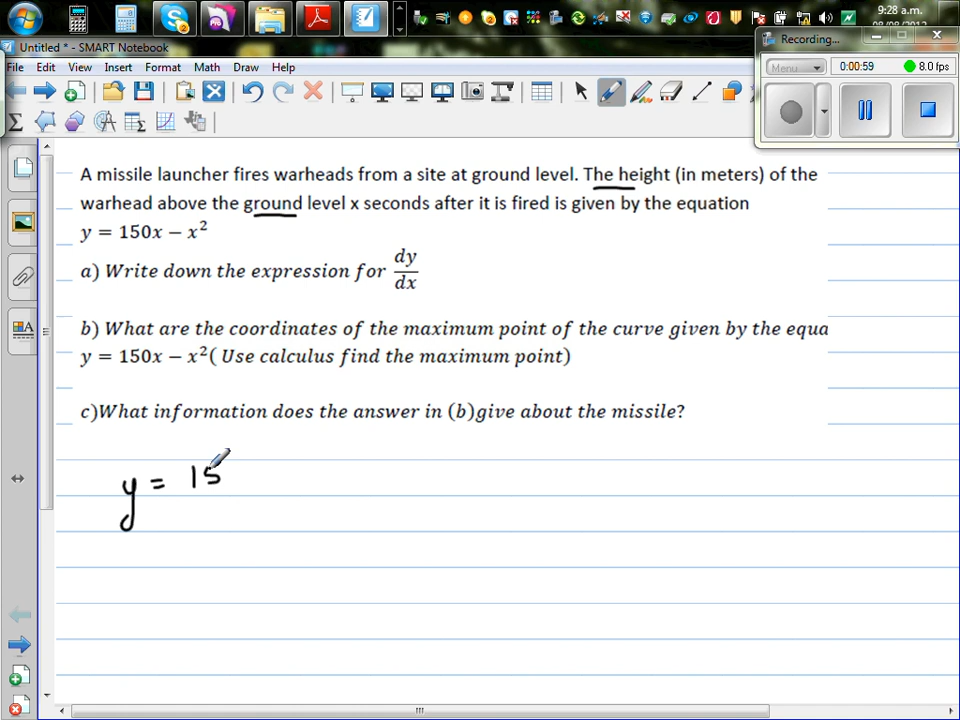 9:28 a.m.
Untitled * - SMART Notebook
Recording...
File Edit View Insert Format Math Draw Help
Menu 0:00:59 8.0 fps
A missile launcher fires warheads from a site at ground level. The height (in meters) of the
warhead above the ground level x seconds after it is fired is given by the equation
y = 150x − x²
a) Write down the expression for dy/dx
b) What are the coordinates of the maximum point of the curve given by the equa
y = 150x − x²( Use calculus find the maximum point)
c)What information does the answer in (b)give about the missile?
y = 15